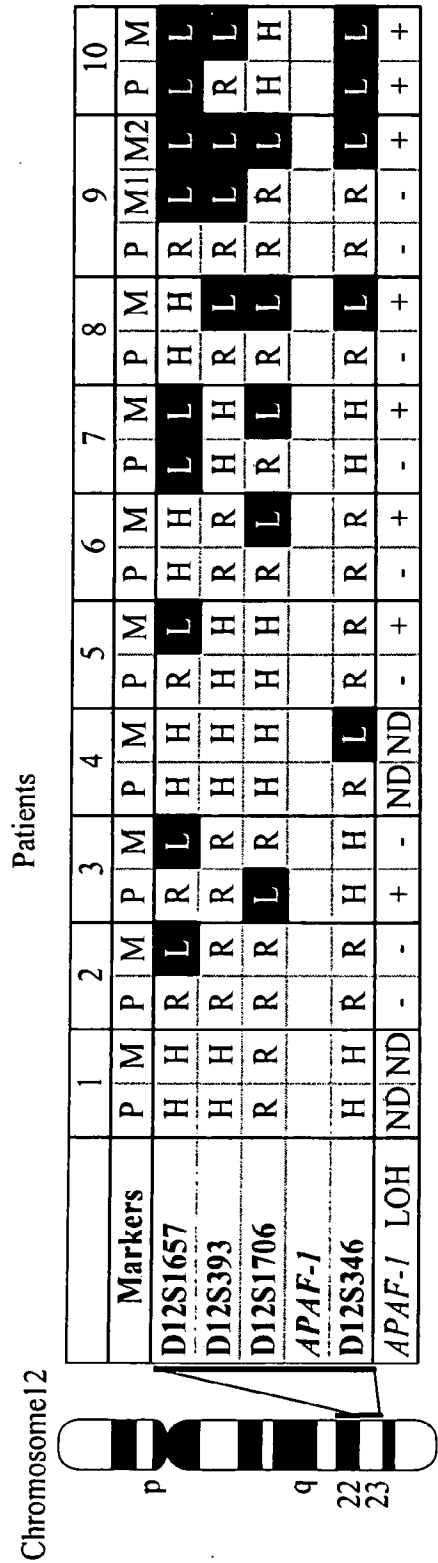 Chromosome12
Patients
1 2 3 4 5 6 7 8 9 10
Markers P M P M P M P M P M P M P M P M P M1 M2 P M
D12S1657 H H R L R L H H R L H H L L H H R L L L L
D12S393 H H R R R R H H H H R R H H R L R L L R L
D12S1706 R R R R L R H H H H R L R L R L R R L H H
APAF-1
D12S346 H H R R H H R L R R R R H H R L R R L L L
APAF-1 LOH ND ND - - + - ND ND - + - + - + - + - - + + +
p
q
22
23